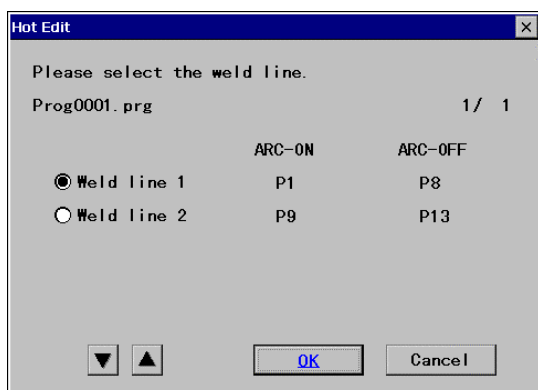 Hot Edit
Please select the weld line.
Prog0001.prg 1/ 1
ARC-ON ARC-OFF
Weld line 1 P1 P8
Weld line 2 P9 P13
OK Cancel